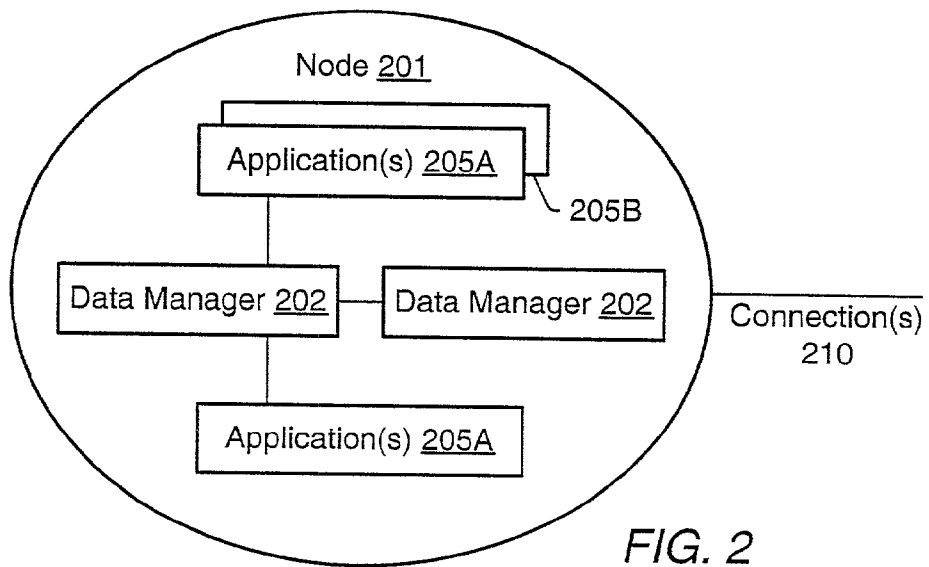 Node 201
Application(s) 205A
205B
Data Manager 202
Data Manager 202
Connection(s)
210
Application(s) 205A
FIG. 2